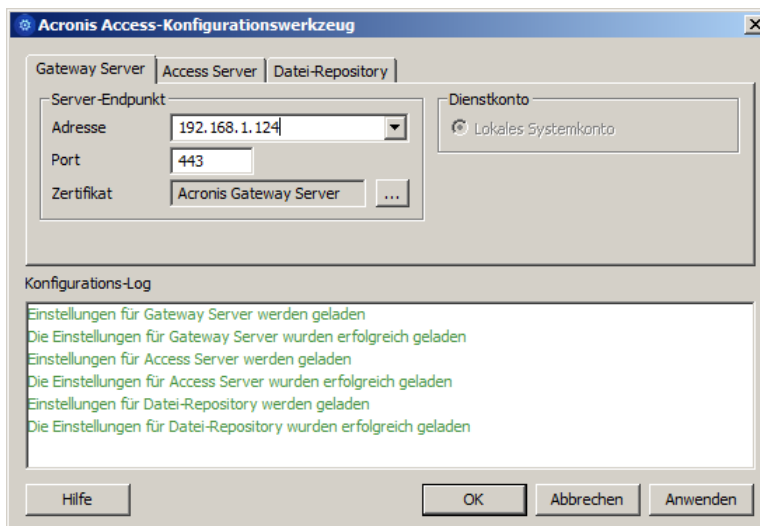 Acronis Access-Konfigurationswerkzeug
Gateway Server Access Server Datei-Repository
Server-Endpunkt
Adresse 192.168.1.124
Port 443
Zertifikat Acronis Gateway Server ...
Dienstkonto
Lokales Systemkonto
Konfigurations-Log
Einstellungen für Gateway Server werden geladen
Die Einstellungen für Gateway Server wurden erfolgreich geladen
Einstellungen für Access Server werden geladen
Die Einstellungen für Access Server wurden erfolgreich geladen
Einstellungen für Datei-Repository werden geladen
Die Einstellungen für Datei-Repository wurden erfolgreich geladen
Hilfe OK Abbrechen Anwenden